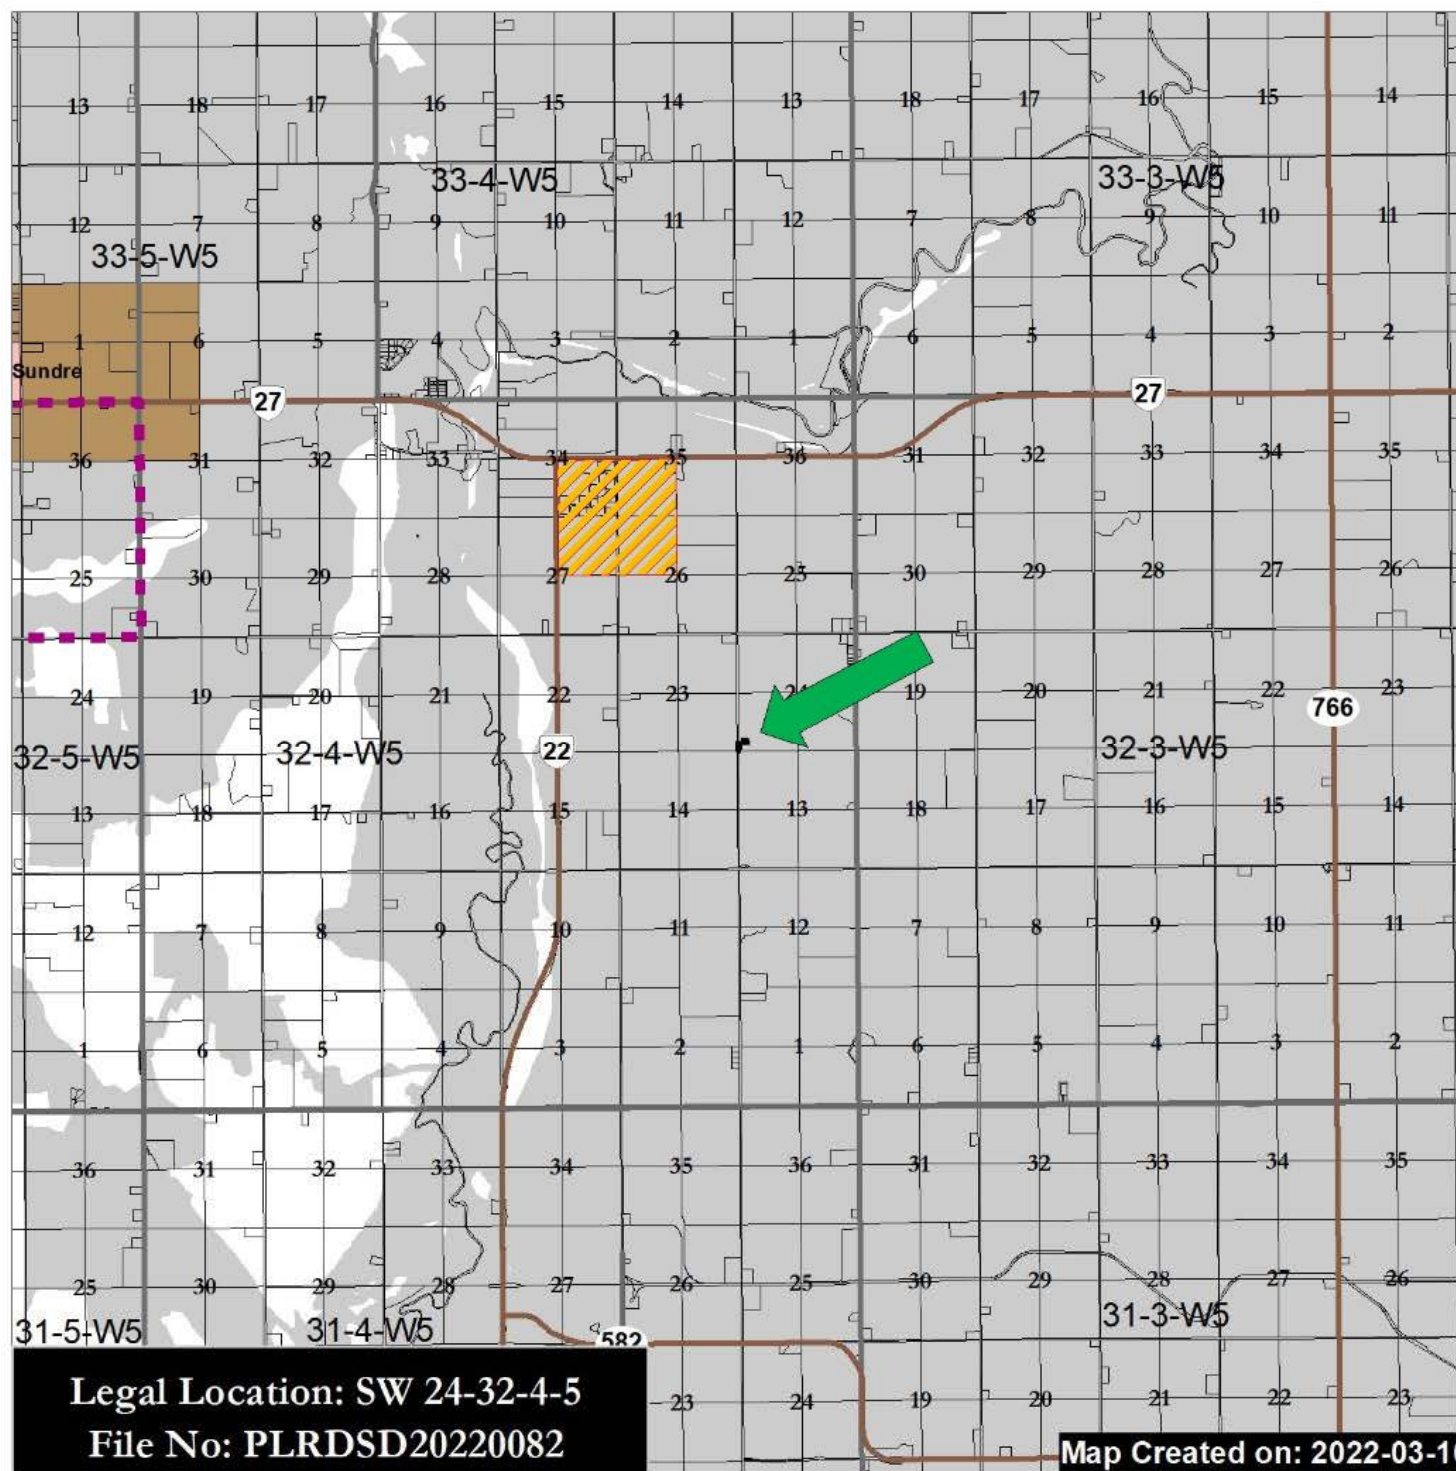 13 18 17 16 15 14 13 18 17 16 15 14
33-4-W5 33-3-W5
12 7 8 9 10 11 12 7 8 9 10 11
33-5-W5
1 6 5 4 3 2 1 6 5 4 3 2
Sundre
27 27
36 31 32 33 34 35 36 31 32 33 34 35
25 30 29 28 27 26 25 30 29 28 27 26
24 19 20 21 22 23 24 19 20 21 22 23
766
32-5-W5 32-4-W5 22 32-3-W5
13 18 17 16 15 14 13 18 17 16 15 14
12 7 8 9 10 11 12 7 8 9 10 11
1 6 5 4 3 2 1 6 5 4 3 2
36 31 32 33 34 35 36 31 32 33 34 35
25 30 29 28 27 26 25 30 29 28 27 26
31-5-W5 31-4-W5 31-3-W5
582
23 24 19 20 21 22 23
Legal Location: SW 24-32-4-5
File No: PLRDSD20220082
Map Created on: 2022-03-1